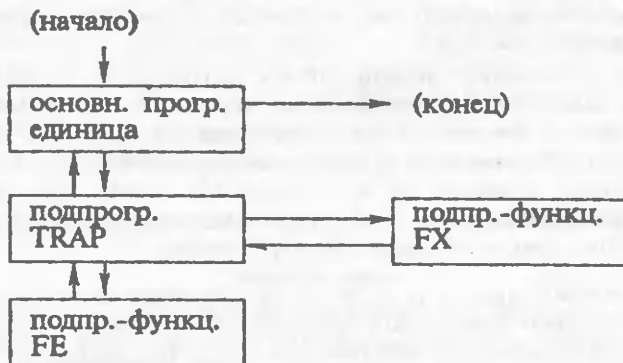 (начало)
основн. прогр.
единица
(конец)
подпрогр.
TRAP
подпр.-функц.
FX
подпр.-функц.
FE